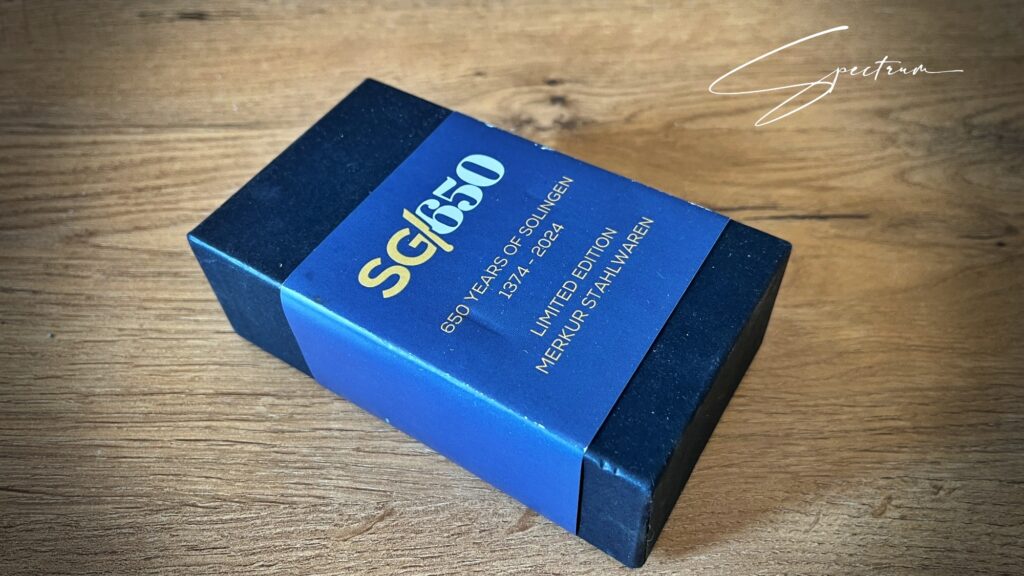 Spectrum
SG/650
650 YEARS OF SOLINGEN
1374 - 2024
LIMITED EDITION
MERKUR STAHLWAREN